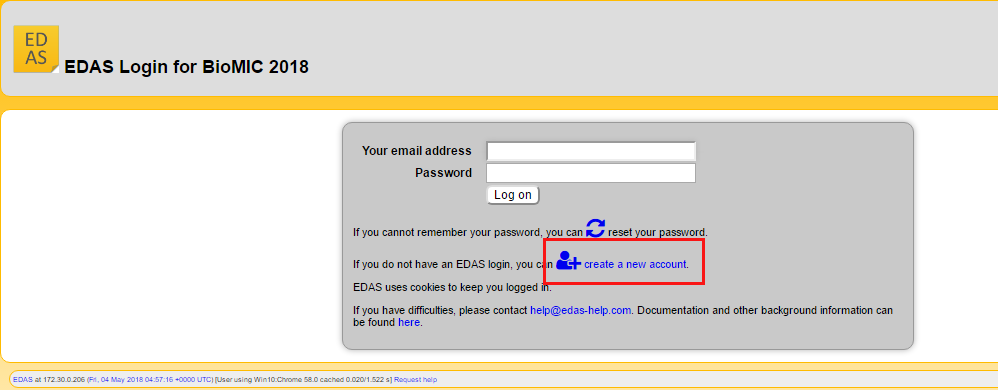 ED
AS
EDAS Login for BioMIC 2018
Your email address
Password
Log on
If you cannot remember your password, you can reset your password.
If you do not have an EDAS login, you can create a new account.
EDAS uses cookies to keep you logged in.
If you have difficulties, please contact help@edas-help.com. Documentation and other background information can
be found here.
EDAS at 172.30.0.206 (Fri, 04 May 2018 04:57:16 +0000 UTC) [User using Win10:Chrome 58.0 cached 0.020/1.522 s] Request help